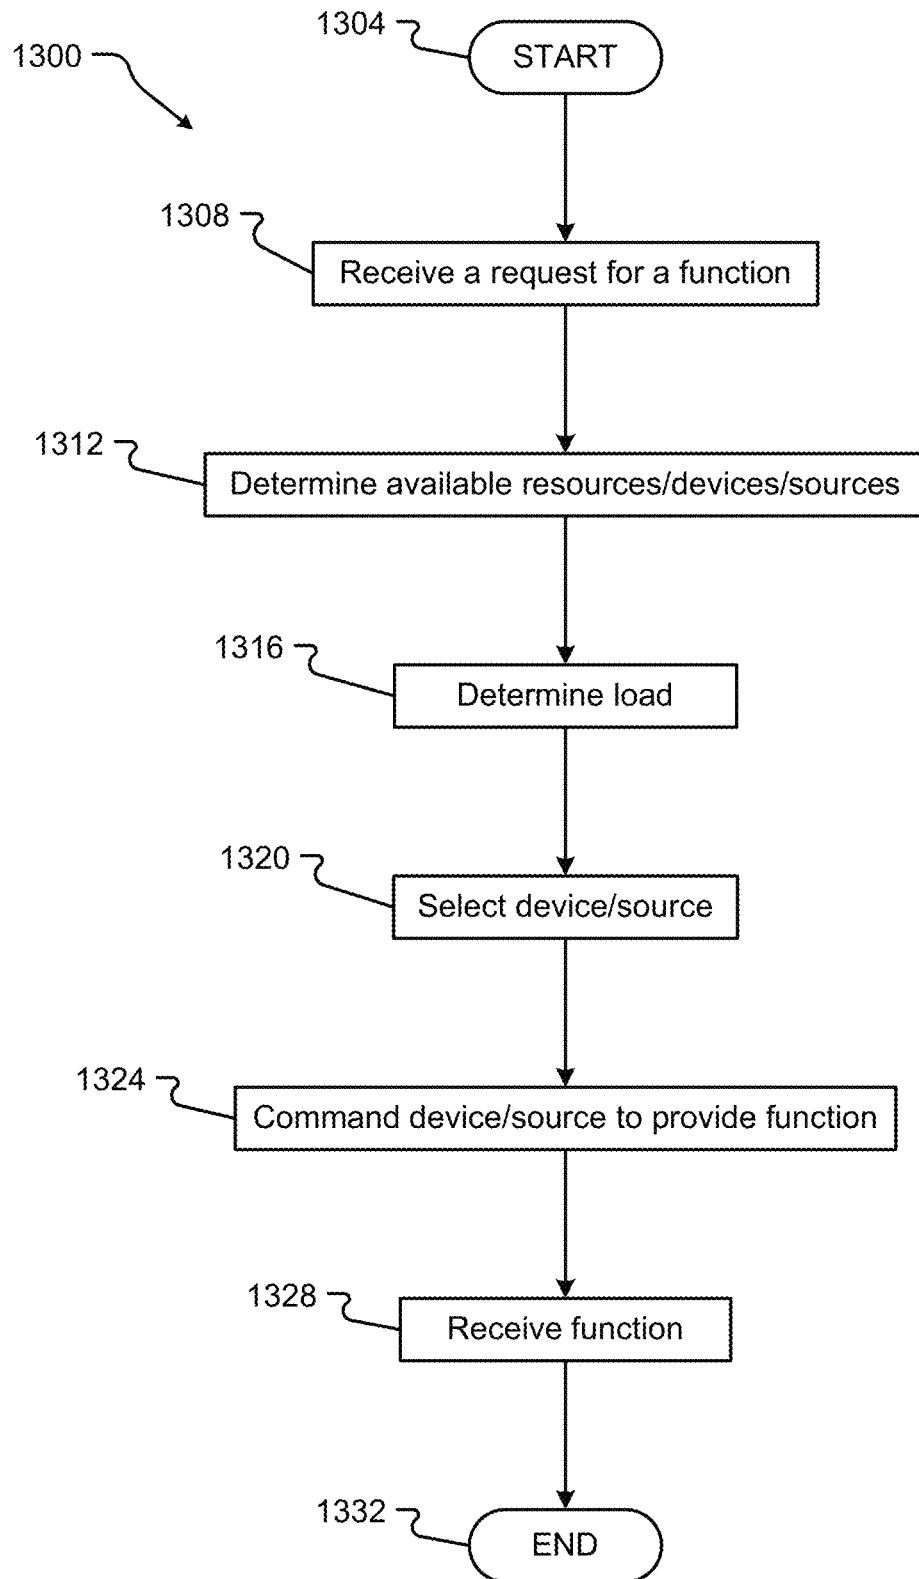 1304
START
1300
1308
Receive a request for a function
1312
Determine available resources/devices/sources
1316
Determine load
1320
Select device/source
1324
Command device/source to provide function
1328
Receive function
1332
END